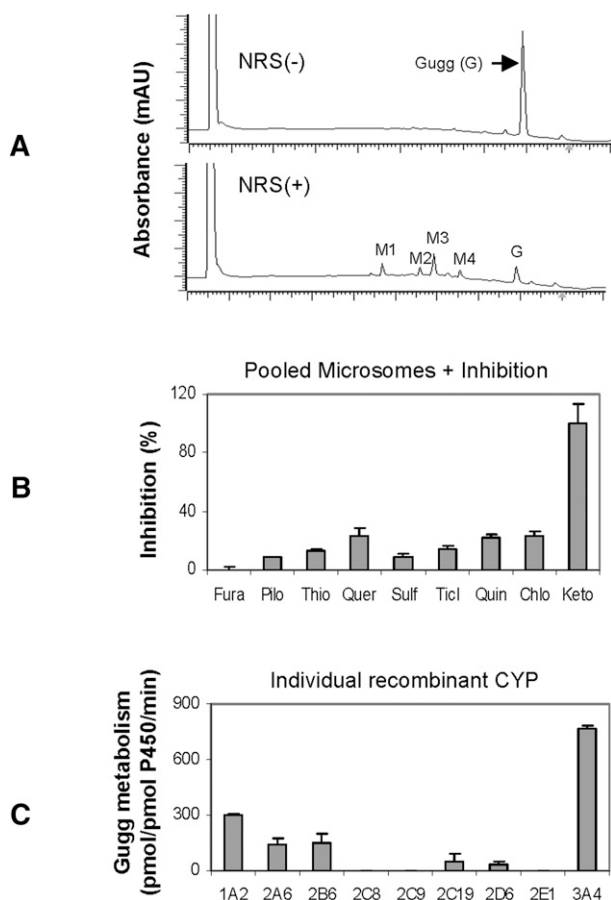 A
Absorbance (mAU)
NRS(-)
Gugg (G)
NRS(+)
M1
M2
M3
M4
G
B
Pooled Microsomes + Inhibition
Inhibition (%)
120
80
40
0
Fura Pilo Thio Quer Sulf Ticl Quin Chlo Keto
C
Individual recombinant CYP
Gugg metabolism
(pmol/pmol P450/min)
900
600
300
0
1A2 2A6 2B6 2C8 2C9 2C19 2D6 2E1 3A4